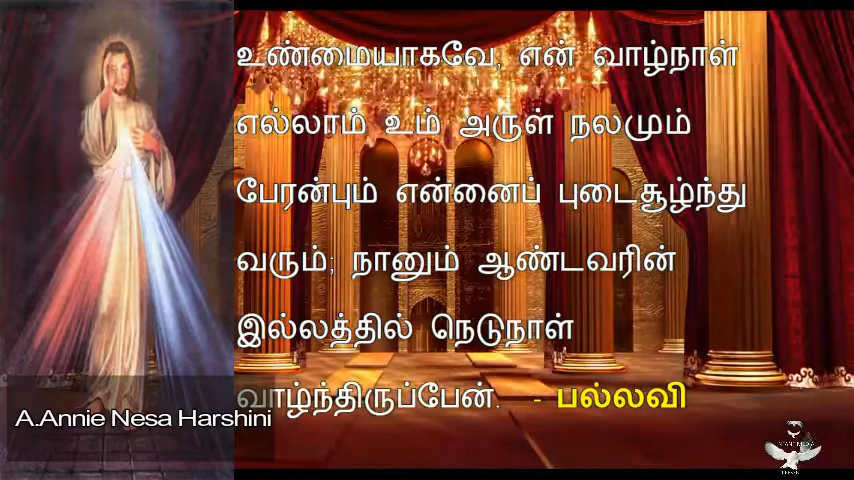 உண்மையாகவே, என் வாழ்நாள்
எல்லாம் உம் அருள் நலமும்
பேரன்பும் என்னைப் புடைசூழ்ந்து
வரும்; நானும் ஆண்டவரின்
இல்லத்தில் நெடுநாள்
வாழ்ந்திருப்பேன். - பல்லவி
A.Annie Nesa Harshini